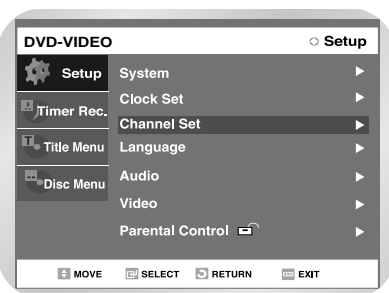 DVD-VIDEO Setup
Setup
Timer Rec.
Title Menu
Disc Menu
System
Clock Set
Channel Set
Language
Audio
Video
Parental Control
MOVE SELECT RETURN EXIT